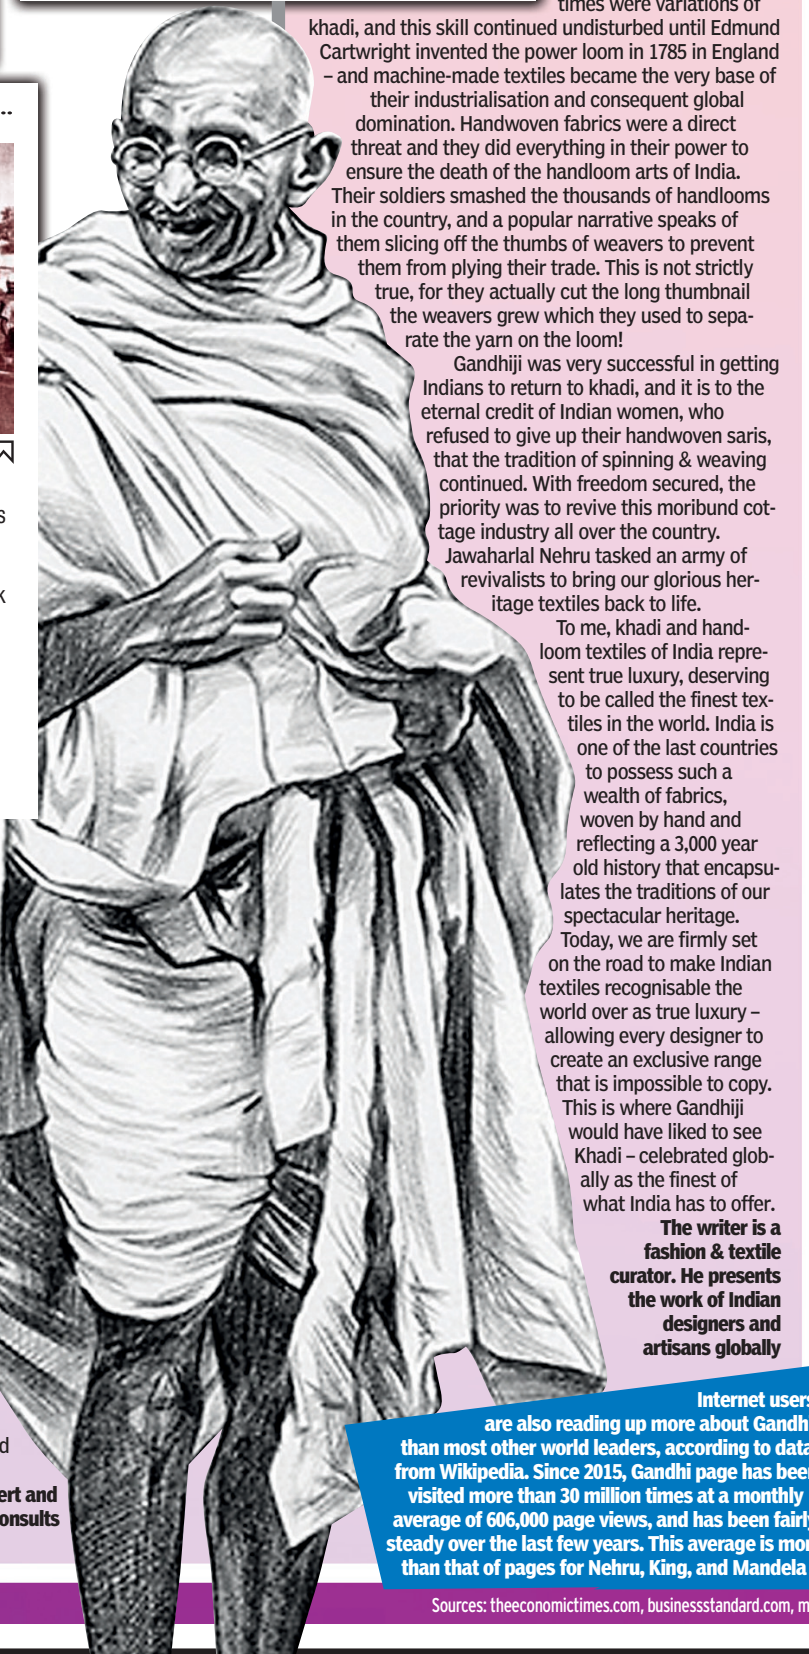 times were variations of
khadi, and this skill continued undisturbed until Edmund
Cartwright invented the power loom in 1785 in England
– and machine-made textiles became the very base of
their industrialisation and consequent global
domination. Handwoven fabrics were a direct
threat and they did everything in their power to
ensure the death of the handloom arts of India.
Their soldiers smashed the thousands of handlooms
in the country, and a popular narrative speaks of
them slicing off the thumbs of weavers to prevent
them from plying their trade. This is not strictly
true, for they actually cut the long thumbnail
the weavers grew which they used to sepa-
rate the yarn on the loom!
Gandhiji was very successful in getting
Indians to return to khadi, and it is to the
eternal credit of Indian women, who
refused to give up their handwoven saris,
that the tradition of spinning & weaving
continued. With freedom secured, the
priority was to revive this moribund cot-
tage industry all over the country.
Jawaharlal Nehru tasked an army of
revivalists to bring our glorious her-
itage textiles back to life.
To me, khadi and hand-
loom textiles of India repre-
sent true luxury, deserving
to be called the finest tex-
tiles in the world. India is
one of the last countries
to possess such a
wealth of fabrics,
woven by hand and
reflecting a 3,000 year
old history that encapsu-
lates the traditions of our
spectacular heritage.
Today, we are firmly set
on the road to make Indian
textiles recognisable the
world over as true luxury –
allowing every designer to
create an exclusive range
that is impossible to copy.
This is where Gandhiji
would have liked to see
Khadi – celebrated glob-
ally as the finest of
what India has to offer.
The writer is a
fashion & textile
curator. He presents
the work of Indian
designers and
artisans globally
ert and
onsults
Internet users
are also reading up more about Gandhi
than most other world leaders, according to data
from Wikipedia. Since 2015, Gandhi page has been
visited more than 30 million times at a monthly
average of 606,000 page views, and has been fairly
steady over the last few years. This average is mor
than that of pages for Nehru, King, and Mandela
Sources: theeconomictimes.com, businessstandard.com, m